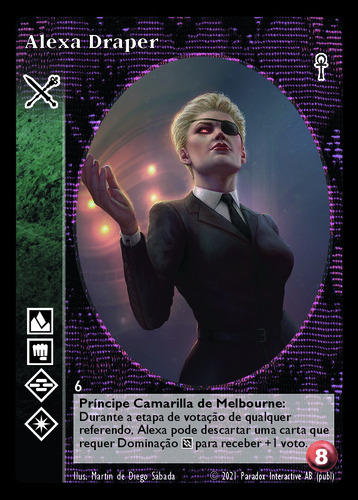 Alexa Draper
6
Príncipe Camarilla de Melbourne:
Durante a etapa de votação de qualquer
referendo, Alexa pode descartar uma carta que
requer Dominação para receber +1 voto.
8
Ilus. Martin de Diego Sábada © 2021 Paradox Interactive AB (publ)